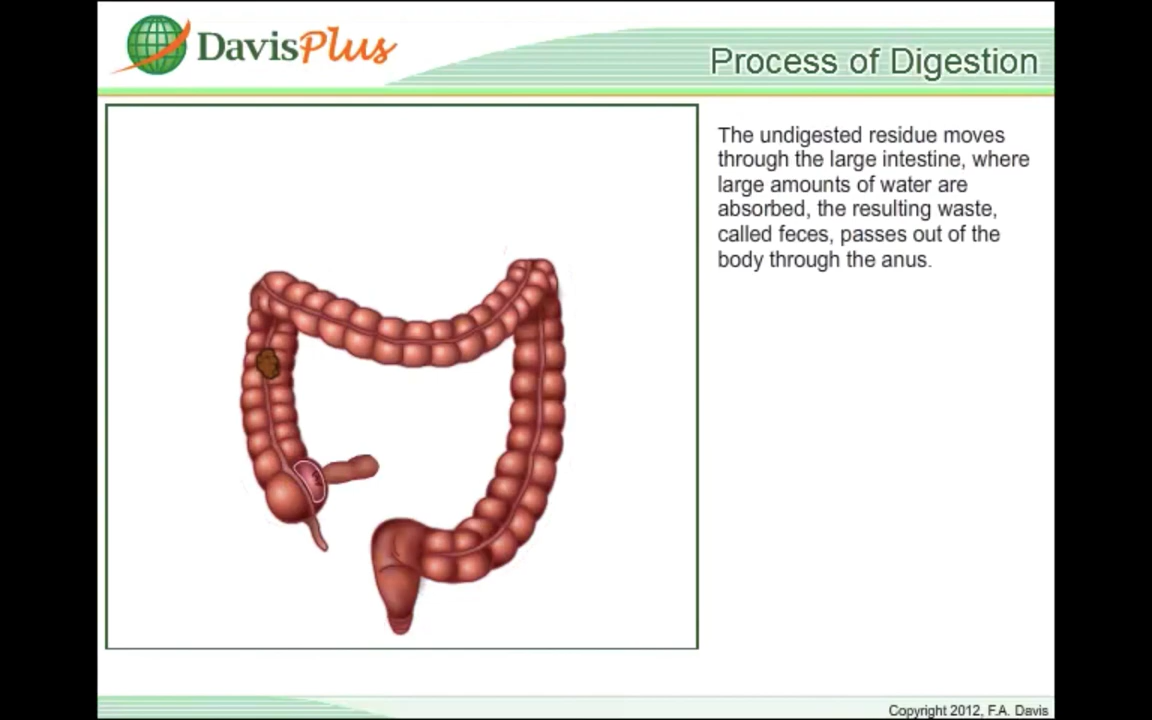 DavisPlus
Process of Digestion
The undigested residue moves
through the large intestine, where
large amounts of water are
absorbed, the resulting waste,
called feces, passes out of the
body through the anus.
Copyright 2012, F.A. Davis